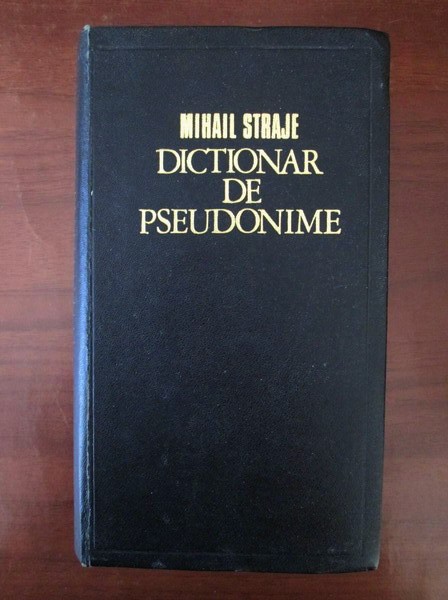 MIHAIL STRAJE
DICTIONAR
DE
PSEUDONIME